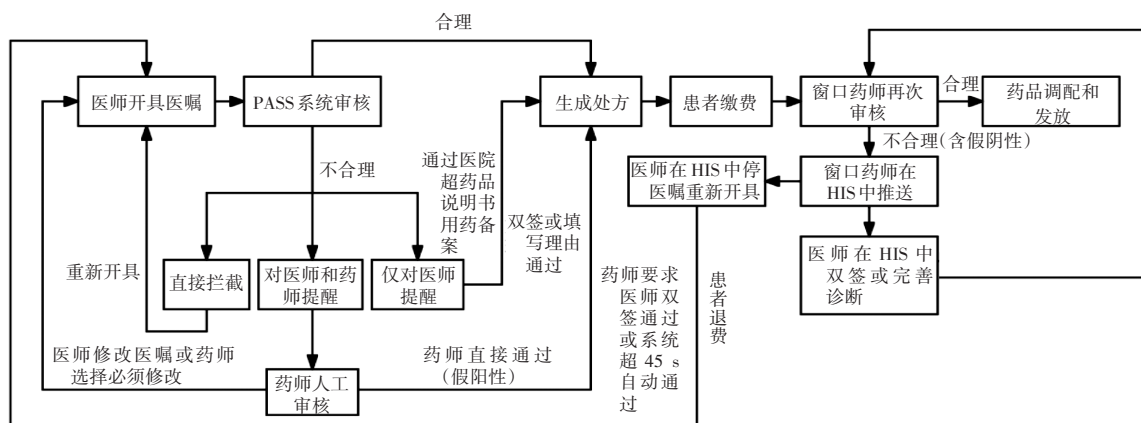 合理
医师开具医嘱
PASS系统审核
生成处方
患者缴费
窗口药师再次
审核
合理
药品调配和
发放
不合理
不合理(含假阴性)
通过医院
超药品
说明书
用药备
案
双签或填
写理由
通过
医师在HIS中停
医嘱重新开具
窗口药师在
HIS中推送
重新开具
直接拦截
对医师和药
师提醒
仅对医师
提醒
药师要求
医师双
签通过
或系统
超 45 s
自动通
过
患者退费
医师在 HIS 中
双签或完善
诊断
医师修改医嘱或药师
选择必须修改
药师人工
审核
药师直接通过
(假阳性)